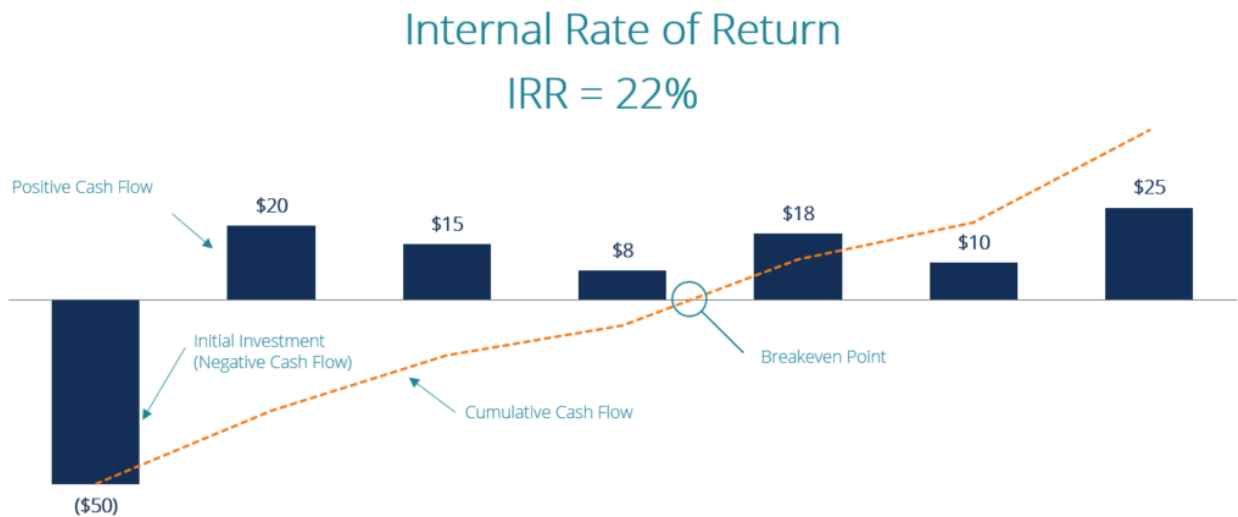 Internal Rate of Return
IRR = 22%
Positive Cash Flow
$20
$15
$8
$18
$10
$25
Initial Investment
(Negative Cash Flow)
Breakeven Point
Cumulative Cash Flow
($50)